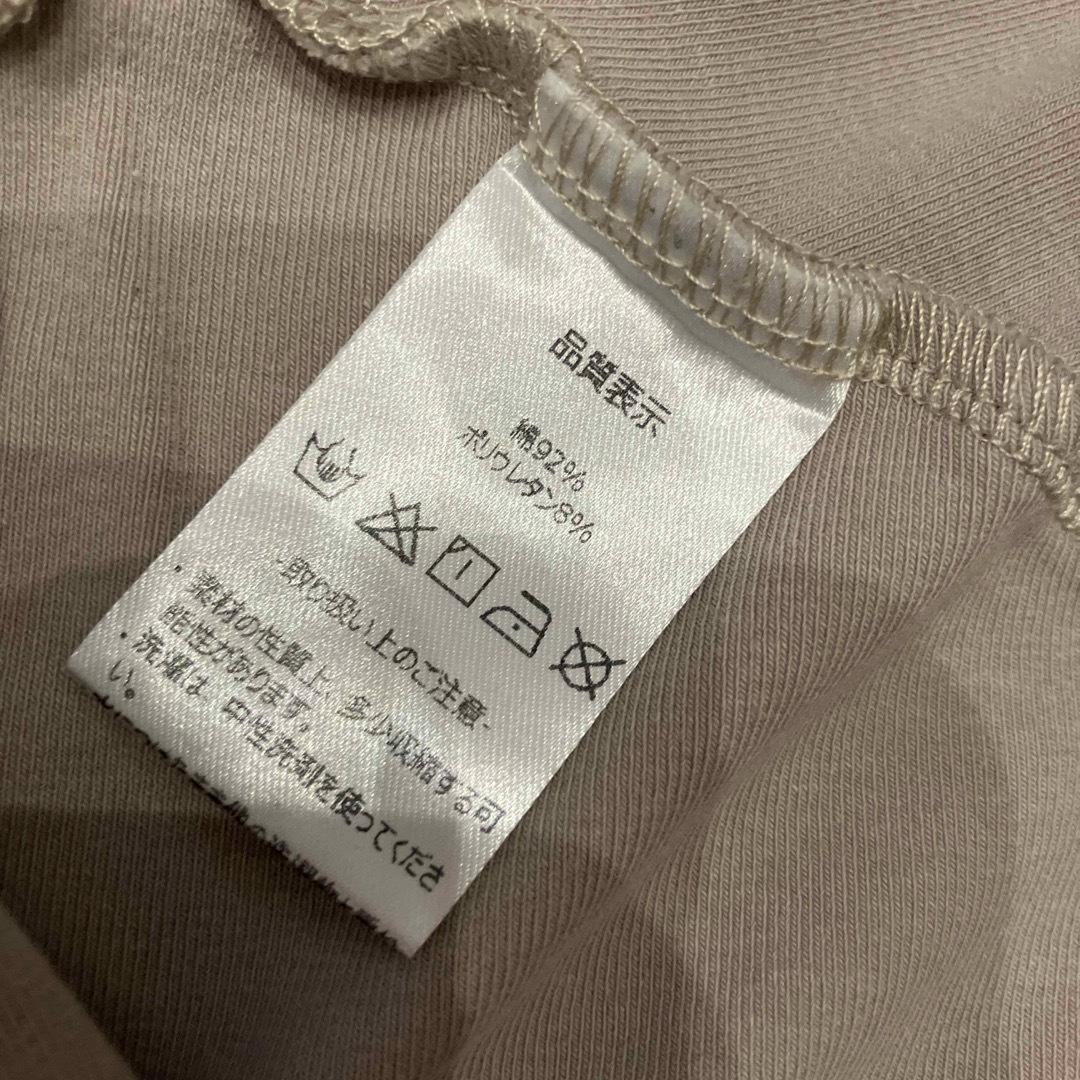 品質表示
綿92%
ポリウレタン8%
-取り扱い上のご注意-
・素材の性質上、多少収縮する可
能性があります。
・洗濯は、中性洗剤を使ってくださ
い。